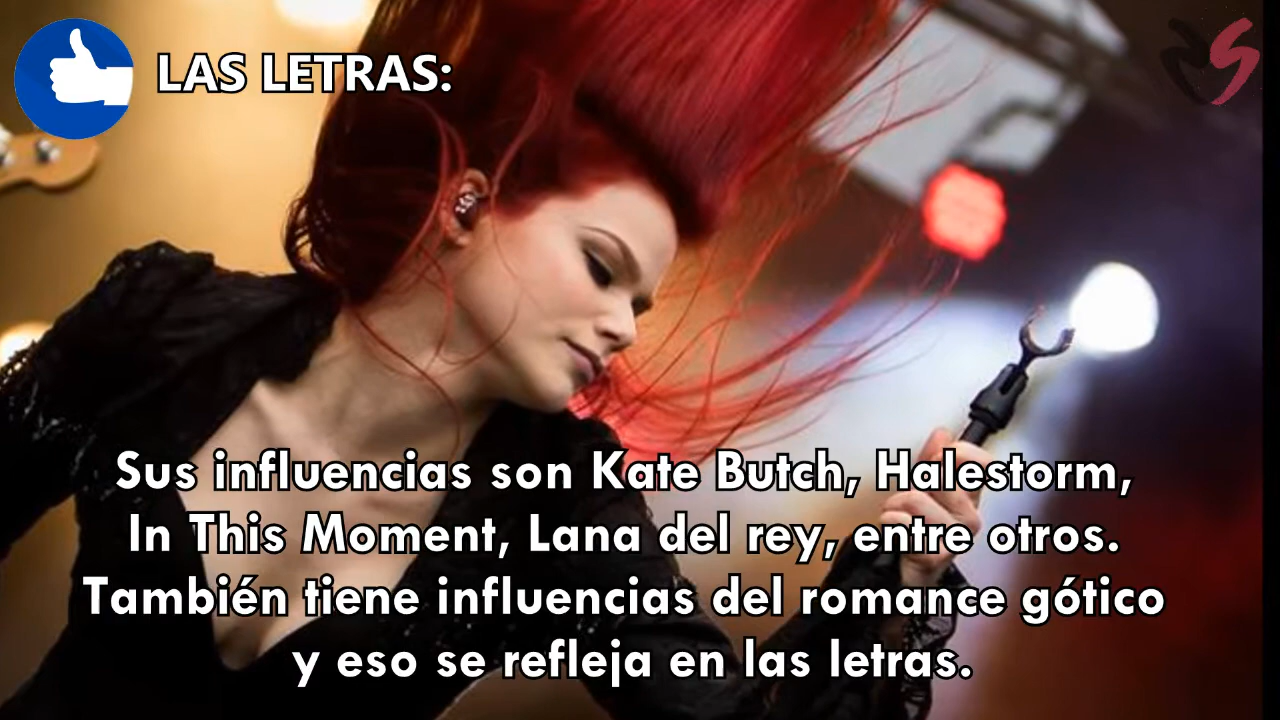 LAS LETRAS:
Sus influencias son Kate Butch, Halestorm,
In This Moment, Lana del rey, entre otros.
También tiene influencias del romance gótico
y eso se refleja en las letras.